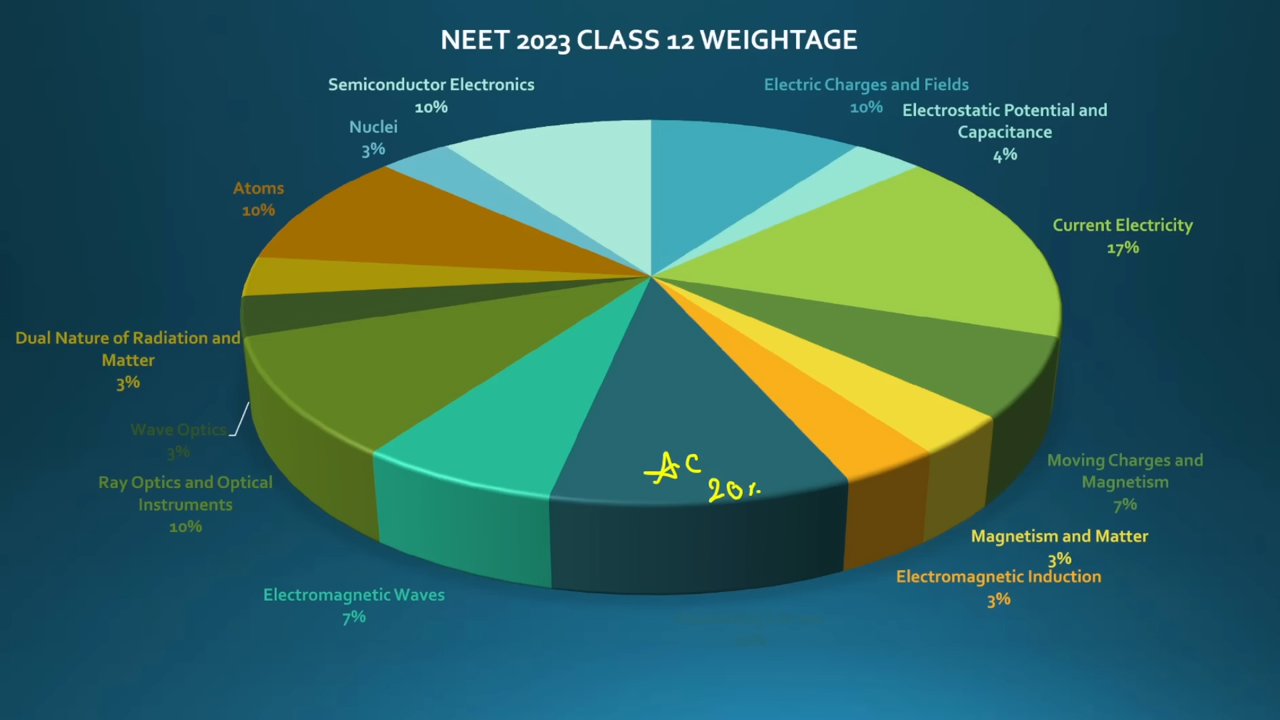 NEET 2023 CLASS 12 WEIGHTAGE
Semiconductor Electronics
10%
Electric Charges and Fields
10%
Electrostatic Potential and
Capacitance
4%
Nuclei
3%
Atoms
10%
Current Electricity
17%
Dual Nature of Radiation and
Matter
3%
Wave Optics
3%
Ray Optics and Optical
Instruments
10%
AC
20%
Moving Charges and
Magnetism
7%
Magnetism and Matter
3%
Electromagnetic Induction
3%
Electromagnetic Waves
7%